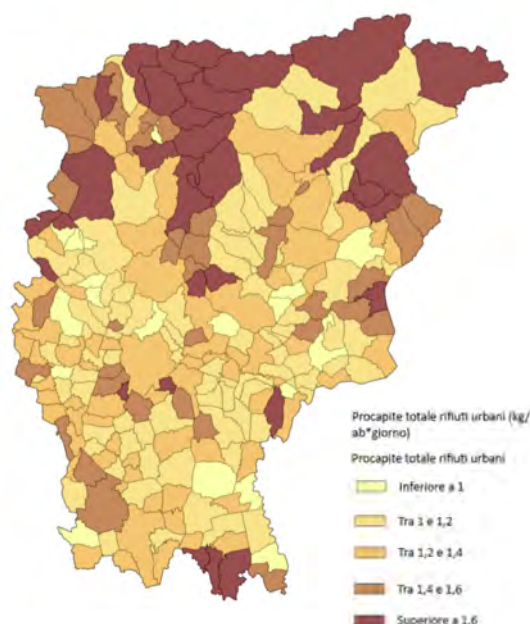 Procapite totale rifiuti urbani (kg/
ab*giorno)
Procapite totale rifiuti urbani
Inferiore a 1
Tra 1 e 1,2
Tra 1,2 e 1,4
Tra 1,4 e 1,6
Superiore a 1,6